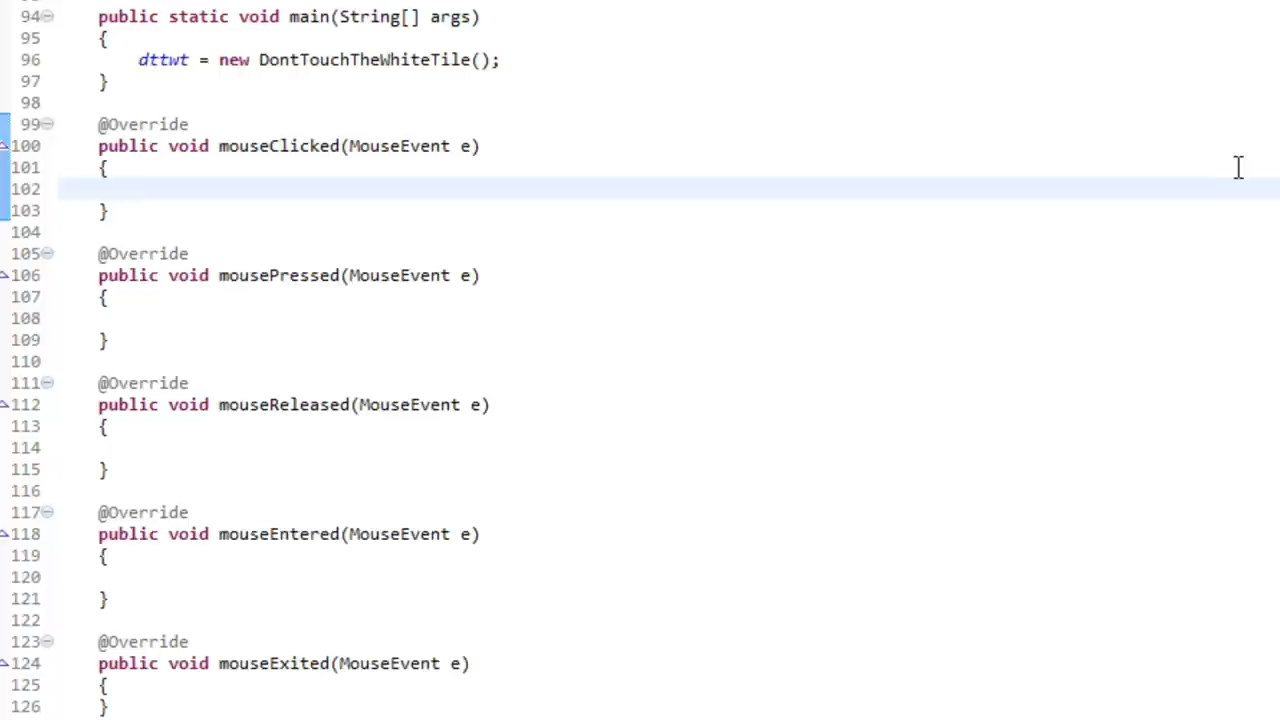 94 public static void main(String[] args)
95 {
96 dttwt = new DontTouchTheWhiteTile();
97 }
98
99 @Override
100 public void mouseClicked(MouseEvent e)
101 {
102
103 }
104
105 @Override
106 public void mousePressed(MouseEvent e)
107 {
108
109 }
110
111 @Override
112 public void mouseReleased(MouseEvent e)
113 {
114
115 }
116
117 @Override
118 public void mouseEntered(MouseEvent e)
119 {
120
121 }
122
123 @Override
124 public void mouseExited(MouseEvent e)
125 {
126 }